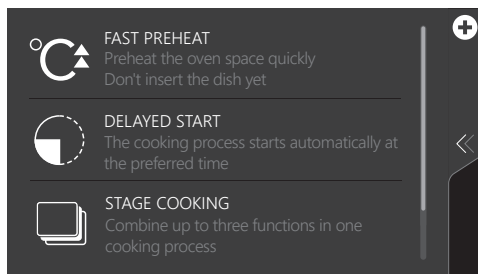 FAST PREHEAT
Preheat the oven space quickly
Don't insert the dish yet
DELAYED START
The cooking process starts automatically at
the preferred time
STAGE COOKING
Combine up to three functions in one
cooking process